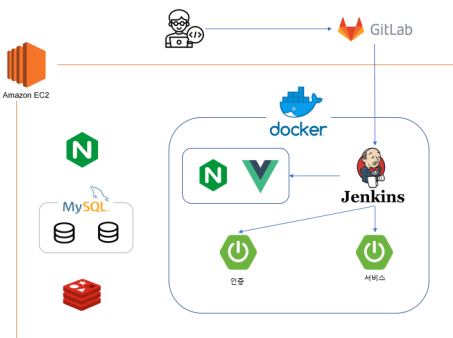 GitLab
Amazon EC2
docker
MySQL
Jenkins
인증
서비스